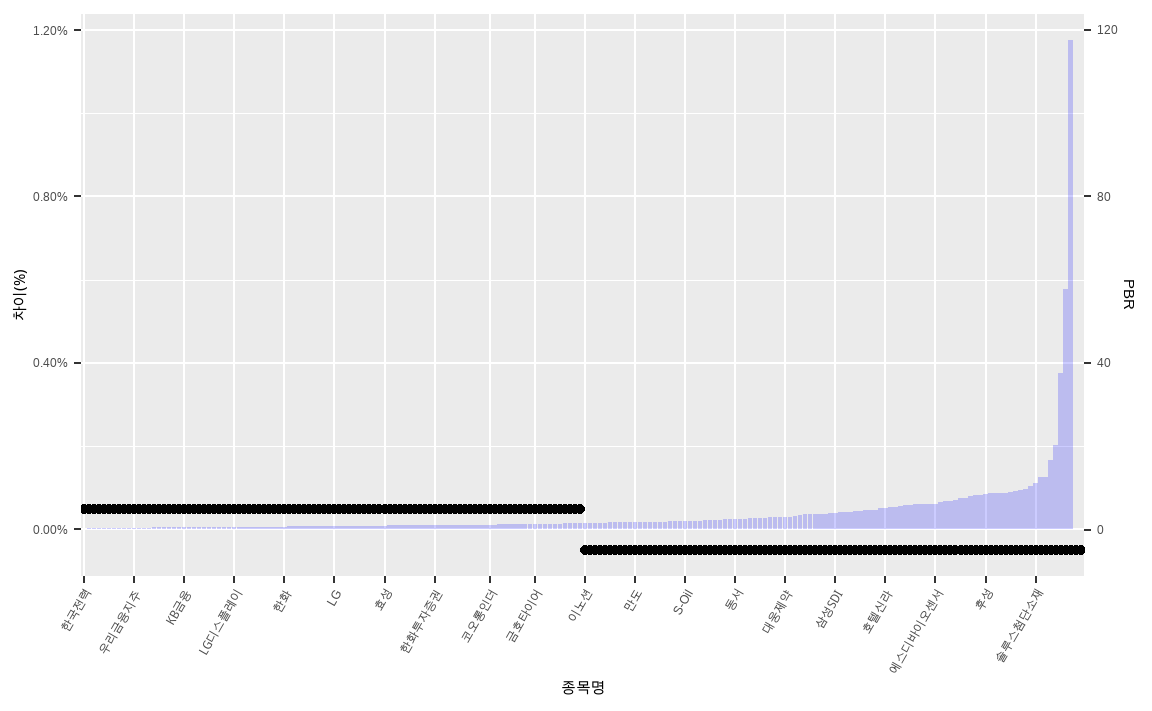 1.20%
0.80%
0.40%
0.00%
차이(%)
120
80
40
0
PBR
한국전력
우리금융지주
KB금융
LG디스플레이
한화
LG
효성
한화투자증권
코오롱인더
금호타이어
이노션
만도
S-Oil
동서
대웅제약
삼성SDI
호텔신라
에스디바이오센서
후성
솔루스첨단소재
종목명